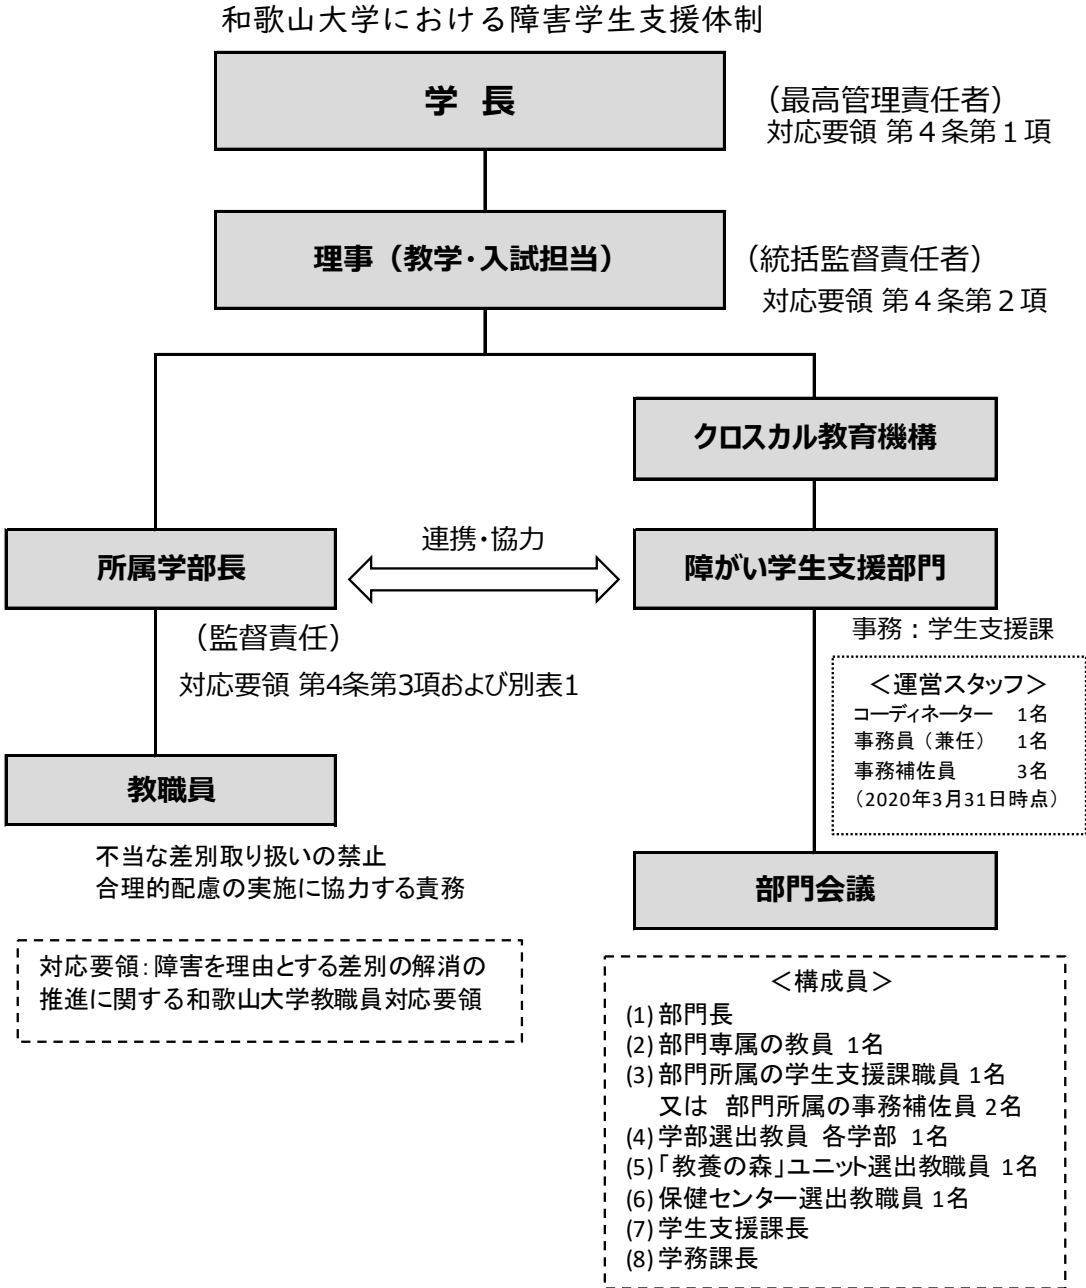 和歌山大学における障害学生支援体制
学 長
（最高管理責任者）
対応要領 第４条第１項
理事（教学・入試担当）
（統括監督責任者）
対応要領 第４条第２項
クロスカル教育機構
所属学部長
連携・協力
障がい学生支援部門
（監督責任）
対応要領 第4条第3項および別表1
事務：学生支援課
＜運営スタッフ＞
コーディネーター 1名
事務員（兼任） 1名
事務補佐員 3名
（2020年3月31日時点）
教職員
不当な差別取り扱いの禁止
合理的配慮の実施に協力する責務
部門会議
対応要領：障害を理由とする差別の解消の
推進に関する和歌山大学教職員対応要領
＜構成員＞
(1) 部門長
(2) 部門専属の教員 1名
(3) 部門所属の学生支援課職員 1名
又は 部門所属の事務補佐員 2名
(4) 学部選出教員 各学部 1名
(5)「教養の森」ユニット選出教職員 1名
(6) 保健センター選出教職員 1名
(7) 学生支援課長
(8) 学務課長